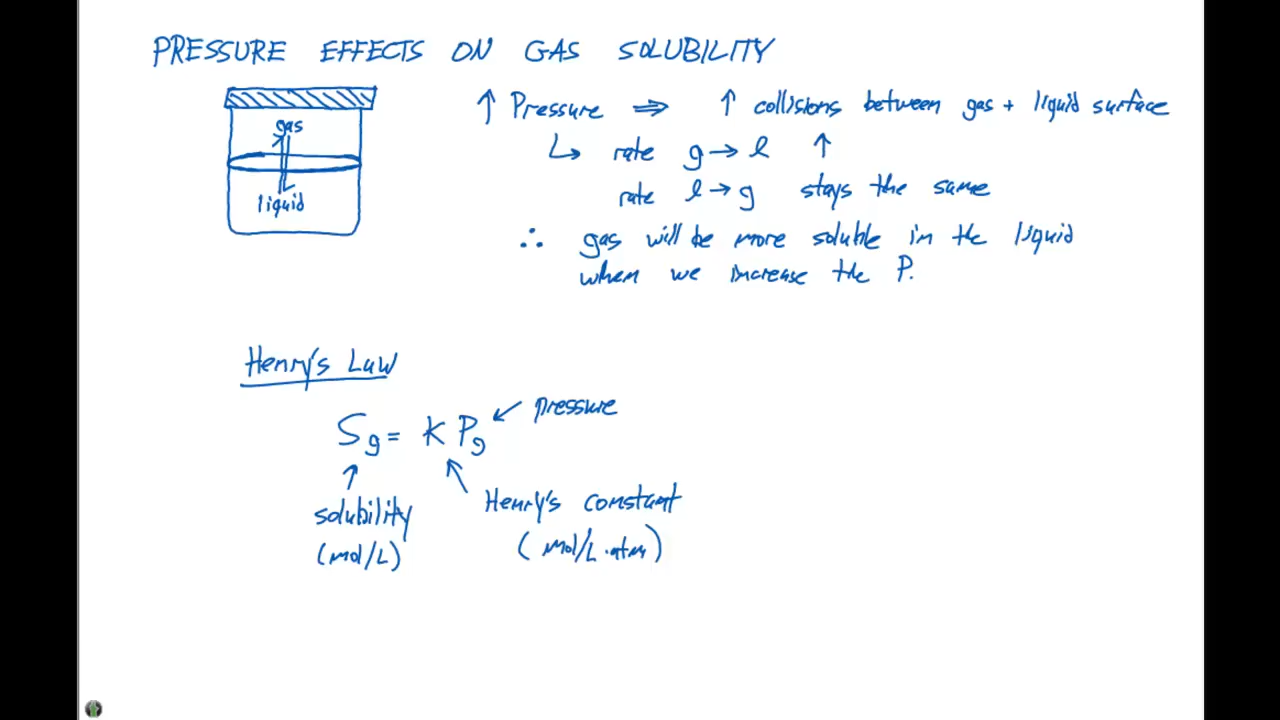 PRESSURE EFFECTS ON GAS SOLUBILITY
gas
liquid
↑ Pressure ⇒ ↑ collisions between gas + liquid surface
↳ rate g → l ↑
rate l → g stays the same
∴ gas will be more soluble in the liquid
when we increase the P.
Henry's Law
Sg = K Pg
pressure
solubility
(mol/L)
Henry's constant
(mol/L·atm)